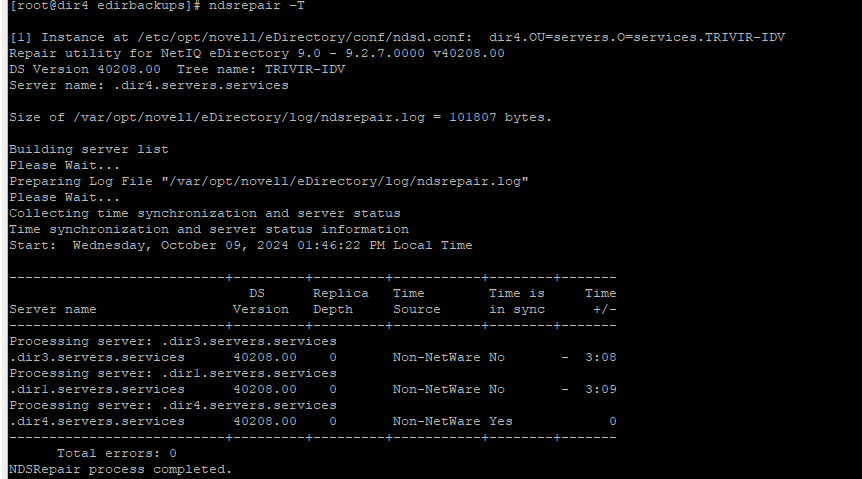 [root@dir4 edirbackups]# ndsrepair -T
[1] Instance at /etc/opt/novell/eDirectory/conf/ndsd.conf:  dir4.OU=servers.O=services.TRIVIR-IDV
Repair utility for NetIQ eDirectory 9.0 - 9.2.7.0000 v40208.00
DS Version 40208.00  Tree name: TRIVIR-IDV
Server name: .dir4.servers.services
Size of /var/opt/novell/eDirectory/log/ndsrepair.log = 101807 bytes.
Building server list
Please Wait...
Preparing Log File "/var/opt/novell/eDirectory/log/ndsrepair.log"
Please Wait...
Collecting time synchronization and server status
Time synchronization and server status information
Start:  Wednesday, October 09, 2024 01:46:22 PM Local Time
---------------------------+---------+---------+-----------+--------+-------
                              DS      Replica   Time        Time is     Time
Server name                 Version   Depth     Source      in sync      +/-
---------------------------+---------+---------+-----------+--------+-------
Processing server: .dir3.servers.services
.dir3.servers.services      40208.00    0       Non-NetWare No       -  3:08
Processing server: .dir1.servers.services
.dir1.servers.services      40208.00    0       Non-NetWare No       -  3:09
Processing server: .dir4.servers.services
.dir4.servers.services      40208.00    0       Non-NetWare Yes            0
---------------------------+---------+---------+-----------+--------+-------
      Total errors: 0
NDSRepair process completed.